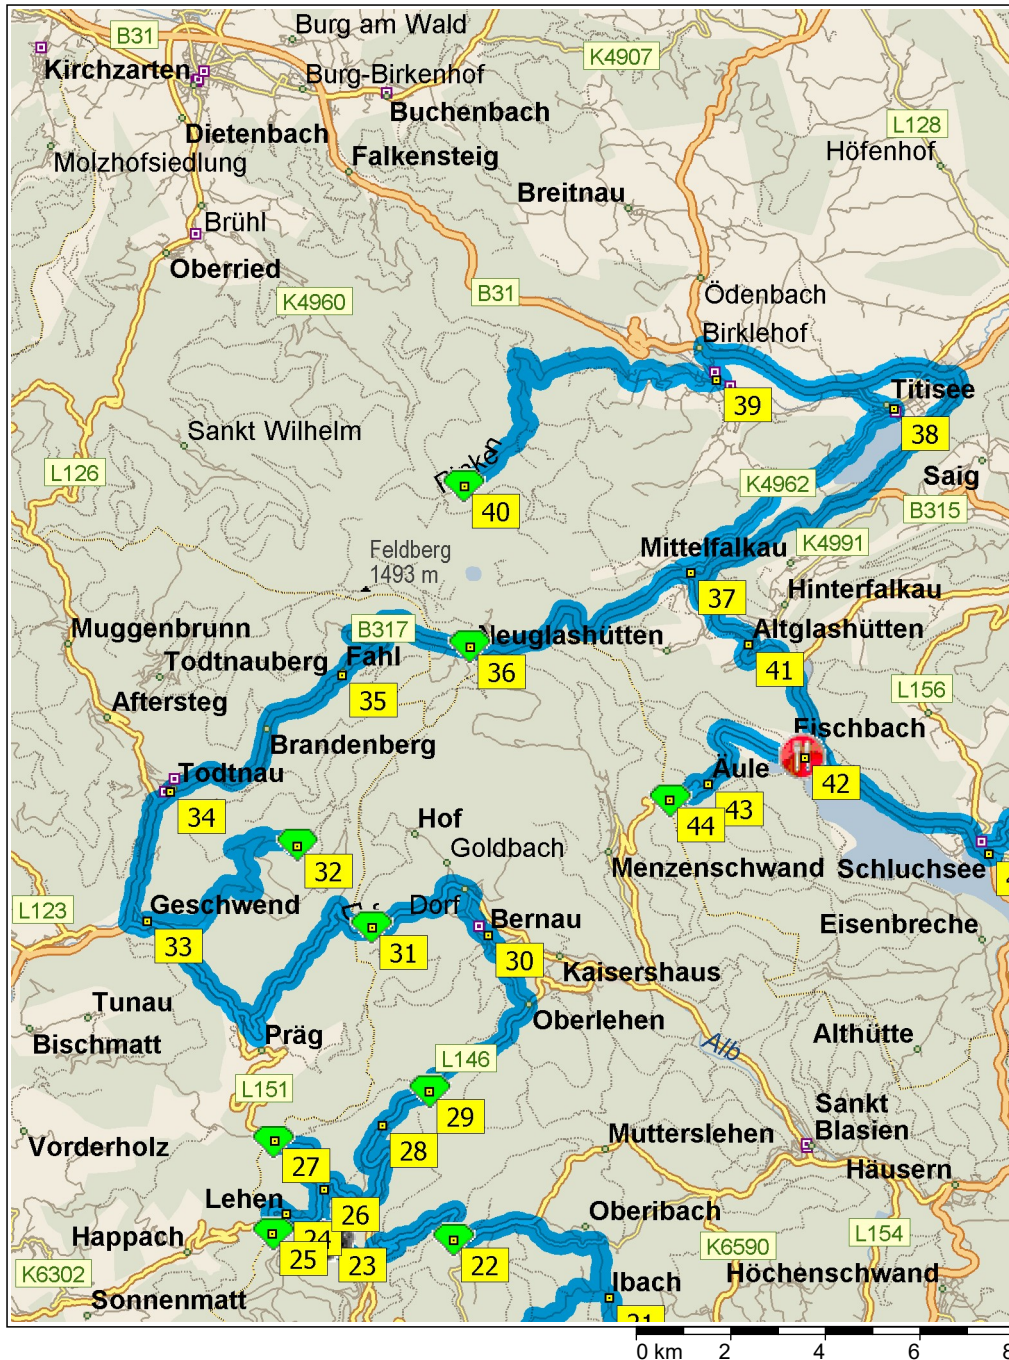 Burg am Wald
B31
K4907
Kirchzarten
Burg-Birkenhof
Buchenbach
L128
Dietenbach
Molzhofsiedlung
Falkensteig
Höfenhof
Breitnau
Brühl
Oberried
K4960
B31
Ödenbach
Birklehof
Titisee
39
38
Sankt Wilhelm
L126
Saig
K4962
40
B315
Feldberg
1493 m
Mittelfalkau
K4991
Hinterfalkau
37
Muggenbrunn
B317
Neuglashütten
Altglashütten
Todtnauberg
Fahl
36
41
35
L156
Aftersteg
Brandenberg
Fischbach
Todtnau
Äule
42
34
43
44
Hof
Goldbach
32
Menzenschwand
Schluchsee
L123
Geschwend
Dorf
Bernau
Eisenbreche
33
31
30
Kaisershaus
Tunau
Oberlehen
Bischmatt
Präg
Alb
Althütte
L146
L151
29
Sankt
Blasien
Vorderholz
28
Mutterslehen
27
Häusern
Lehen
26
Oberibach
Happach
24
25
23
22
K6590
L154
K6302
Höchenschwand
Ibach
Sonnenmatt
21
0 km 2 4 6 8